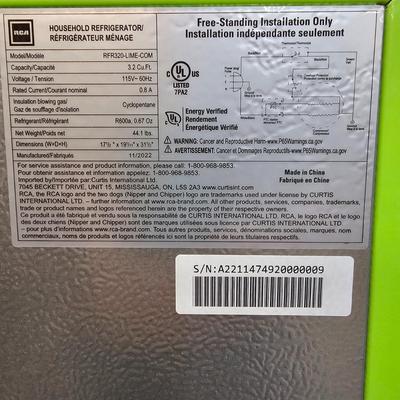 RCA
HOUSEHOLD REFRIGERATOR/
RÉFRIGÉRATEUR MÉNAGE
Model/Modèle RFR320-LIME-COM
Capacity/Capacité 3.2 Cu.Ft.
Voltage / Tension 115V~ 60Hz
Rated Current/Courant nominal 0.8 A
Insulation blowing gas/
Gaz de gonflage isolante Cyclopentane
Refrigerant/Réfrigérant R600a, 0.67 Oz
Net Weight/Poids net 44.1 lbs.
Dimensions (W×D×H)
Manufactured/Fabriqués 11/2022
Free-Standing Installation Only
Installation indépendante seulement
C UL US
LISTED
7PA2
Energy Verified
Rendement
Énergétique Vérifié
WARNING: Cancer and Reproductive Harm-www.P65Warnings.ca.gov
AVERTISSEMENT: Cancer et Dommages Reproductifs-www.P65Warnings.ca.gov
For service assistance and product information, please call: 1-800-968-9853.
Pour obtenir assistance et information, appelez: 1-800-968-9853.
Imported by/Importée par:Curtis International Ltd.
7045 BECKETT DRIVE, UNIT 15, MISSISSAUGA, ON, L5S 2A3 www.curtisint.com
Made in China
Fabriqué en Chine
RCA, the RCA logo and the two dogs (Nipper and Chipper) logo are trademarks used under license by CURTIS
INTERNATIONAL LTD. – further information at www.rca-brand.com. All other products, services, companies, trademarks,
trade or product names and logos referenced herein are the property of their respective owners.
Ce produit a été fabriqué et vendu sous la responsabilité de CURTIS INTERNATIONAL LTD. RCA, le logo RCA et le logo
des deux chiens (Nipper and Chipper) sont des marques utilisées sous licence par CURTIS INTERNATIONAL LTD –
plus d'information sur www.rca-brand.com. Tous autres produits, services, dénominations sociales, marques, nom
commerciaux, noms de produits et logos référencés ici sont la propriété de leurs titulaires respectifs.
S/N:A2211474920000009